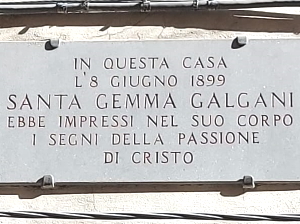 IN QUESTA CASA
L'8 GIUGNO 1899
SANTA GEMMA GALGANI
EBBE IMPRESSI NEL SUO CORPO
I SEGNI DELLA PASSIONE
DI CRISTO